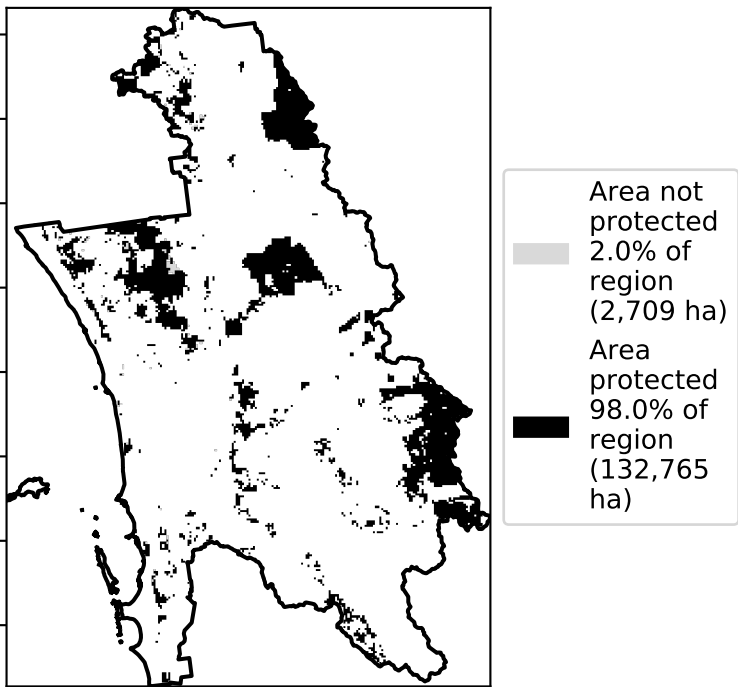 Area not
protected
2.0% of
region
(2,709 ha)
Area
protected
98.0% of
region
(132,765
ha)